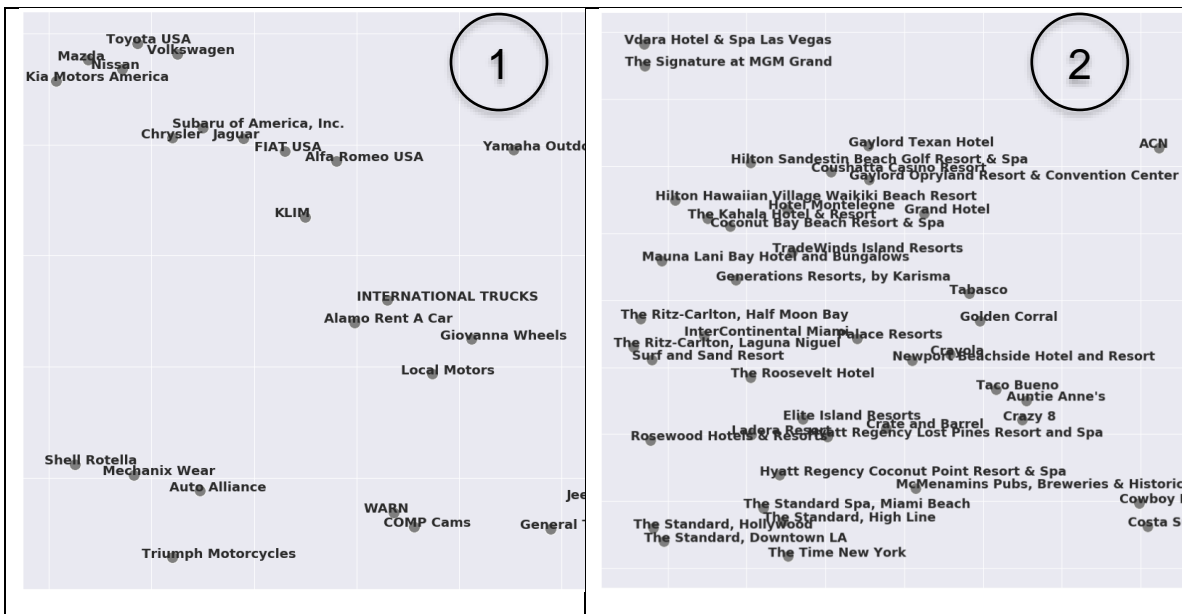 1
Toyota USA
Volkswagen
Mazda
Nissan
Kia Motors America
Subaru of America, Inc.
Chrysler
Jaguar
FIAT USA
Yamaha Outdo
Alfa Romeo USA
KLIM
INTERNATIONAL TRUCKS
Alamo Rent A Car
Giovanna Wheels
Local Motors
Shell Rotella
Mechanix Wear
Auto Alliance
Jee
WARN
COMP Cams
General T
Triumph Motorcycles
2
Vdara Hotel & Spa Las Vegas
The Signature at MGM Grand
Gaylord Texan Hotel
ACN
Hilton Sandestin Beach Golf Resort & Spa
Coushatta Casino Resort
Gaylord Opryland Resort & Convention Center
Hilton Hawaiian Village Waikiki Beach Resort
Hotel Monteleone
Grand Hotel
The Kahala Hotel & Resort
Coconut Bay Beach Resort & Spa
TradeWinds Island Resorts
Mauna Lani Bay Hotel and Bungalows
Generations Resorts, by Karisma
Tabasco
The Ritz-Carlton, Half Moon Bay
Golden Corral
InterContinental Miami
Palace Resorts
The Ritz-Carlton, Laguna Niguel
Crayola
Surf and Sand Resort
Newport Beachside Hotel and Resort
The Roosevelt Hotel
Taco Bueno
Auntie Anne's
Elite Island Resorts
Crazy 8
Crate and Barrel
Ladera Resort
Rosewood Hotels & Resorts
Hyatt Regency Lost Pines Resort and Spa
Hyatt Regency Coconut Point Resort & Spa
McMenamins Pubs, Breweries & Historic
Cowboy
The Standard Spa, Miami Beach
The Standard, High Line
The Standard, Hollywood
Costa S
The Standard, Downtown LA
The Time New York